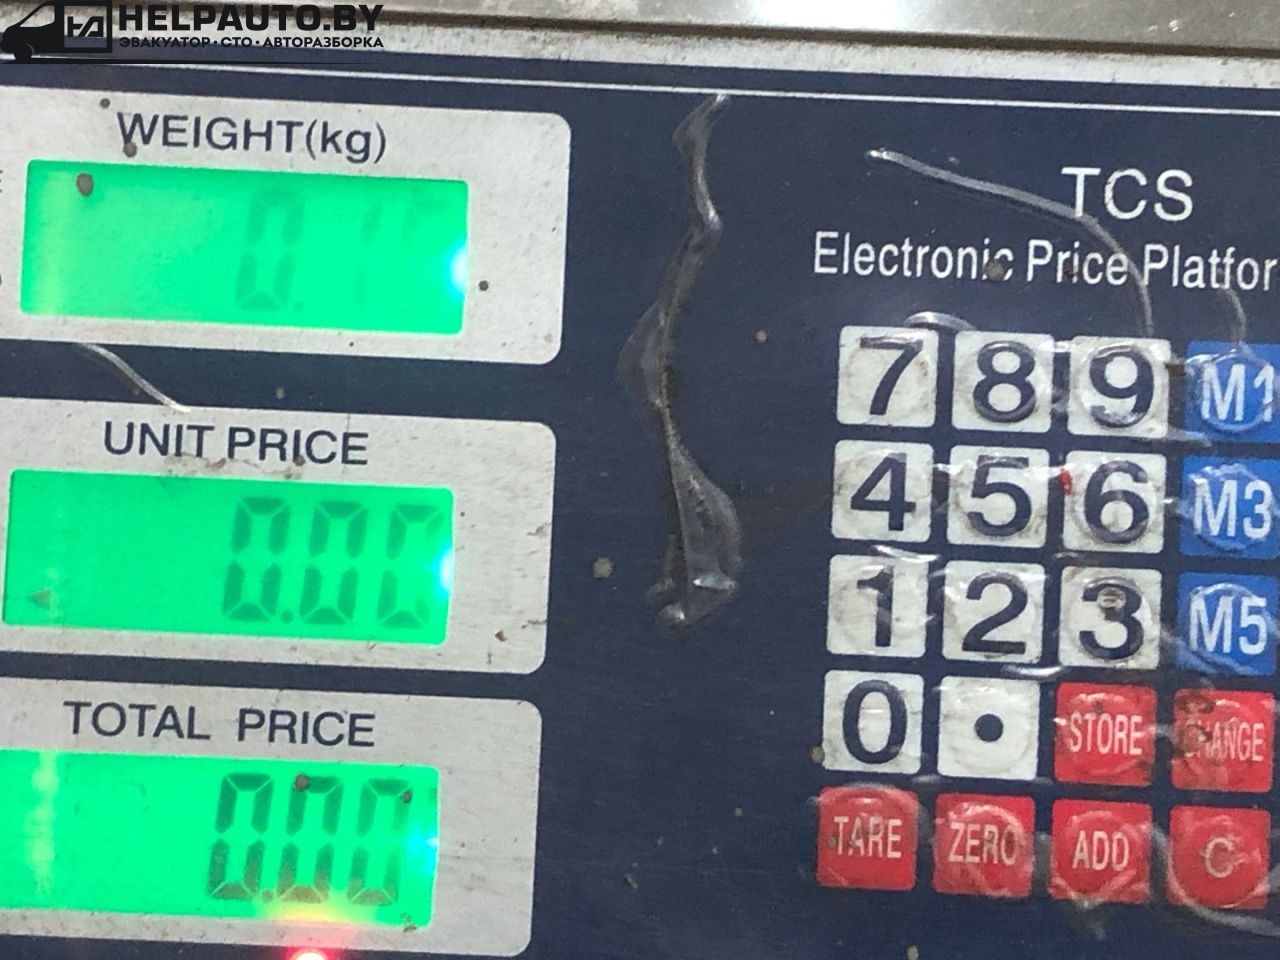 HELPAUTO.BY
ЭВАКУАТОР · СТО · АВТОРАЗБОРКА
WEIGHT(kg)
TCS
Electronic Price Platfor
UNIT PRICE
0.00
TOTAL PRICE
0.00
7 8 9 M1
4 5 6 M3
1 2 3 M5
0 • STORE CHANGE
TARE ZERO ADD C